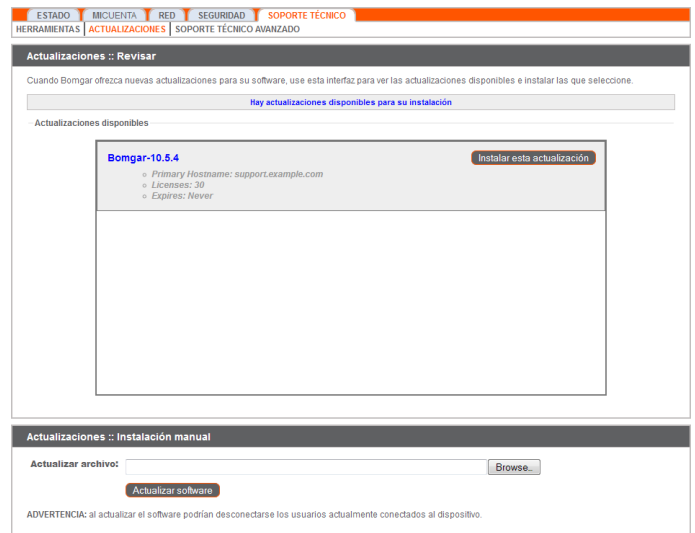 ESTADO MICUENTA RED SEGURIDAD SOPORTE TÉCNICO
HERRAMIENTAS ACTUALIZACIONES SOPORTE TÉCNICO AVANZADO
Actualizaciones :: Revisar
Cuando Bomgar ofrezca nuevas actualizaciones para su software, use esta interfaz para ver las actualizaciones disponibles e instalar las que seleccione.
Hay actualizaciones disponibles para su instalación
Actualizaciones disponibles
Bomgar-10.5.4 Instalar esta actualización
Primary Hostname: support.example.com
Licenses: 30
Expires: Never
Actualizaciones :: Instalación manual
Actualizar archivo: Browse...
Actualizar software
ADVERTENCIA: al actualizar el software podrían desconectarse los usuarios actualmente conectados al dispositivo.